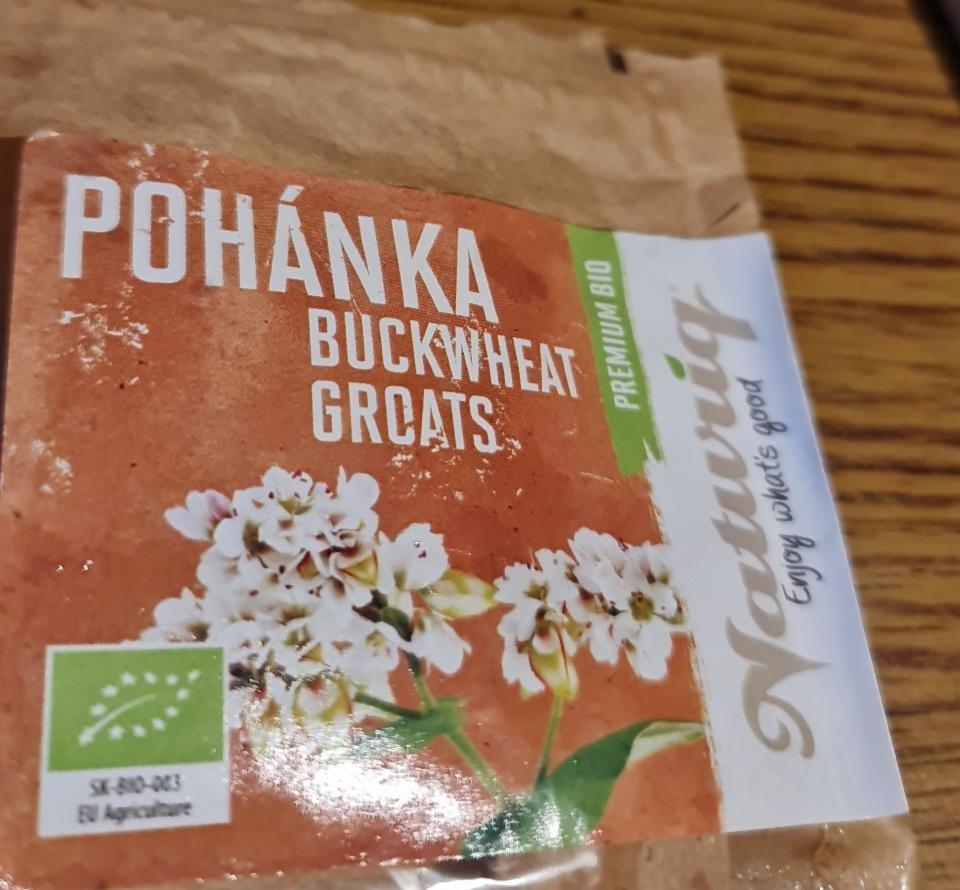 POHÁNKA
BUCKWHEAT
GROATS
PREMIUM BIO
Naturiq
Enjoy what's good
SK-BIO-003
EU Agriculture